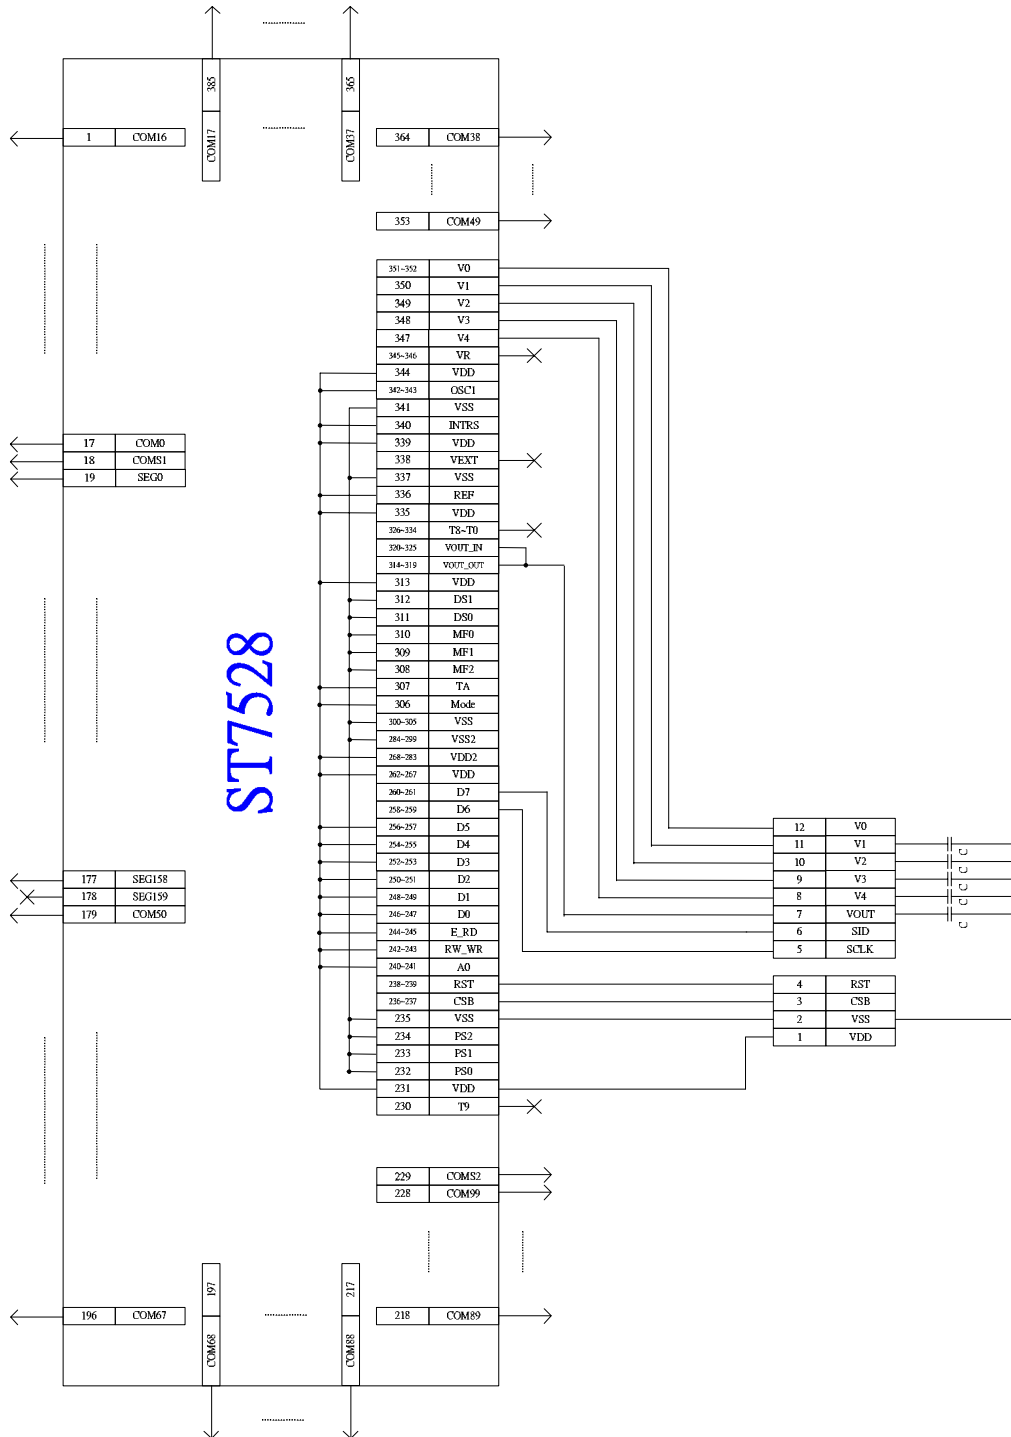 385
COM17
365
COM37
1 COM16
364 COM38
353 COM49
351~352 V0
350 V1
349 V2
348 V3
347 V4
345~346 VR
344 VDD
342~343 OSC1
341 VSS
340 INTRS
339 VDD
338 VEXT
337 VSS
336 REF
335 VDD
326~334 T8~T0
320~325 VOUT_IN
314~319 VOUT_OUT
313 VDD
312 DS1
311 DS0
310 MF0
309 MF1
308 MF2
307 TA
306 Mode
300~305 VSS
284~299 VSS2
268~283 VDD2
262~267 VDD
260~261 D7
258~259 D6
256~257 D5
254~255 D4
252~253 D3
250~251 D2
248~249 D1
246~247 D0
244~245 E_RD
242~243 RW_WR
240~241 A0
238~239 RST
236~237 CSB
235 VSS
234 PS2
233 PS1
232 PS0
231 VDD
230 T9
17 COM0
18 COMS1
19 SEG0
ST7528
177 SEG158
178 SEG159
179 COM50
12 V0
11 V1
10 V2
9 V3
8 V4
7 VOUT
6 SID
5 SCLK
C
C
C
C
C
4 RST
3 CSB
2 VSS
1 VDD
229 COMS2
228 COM99
196 COM67
197
COM68
217
COM88
218 COM89